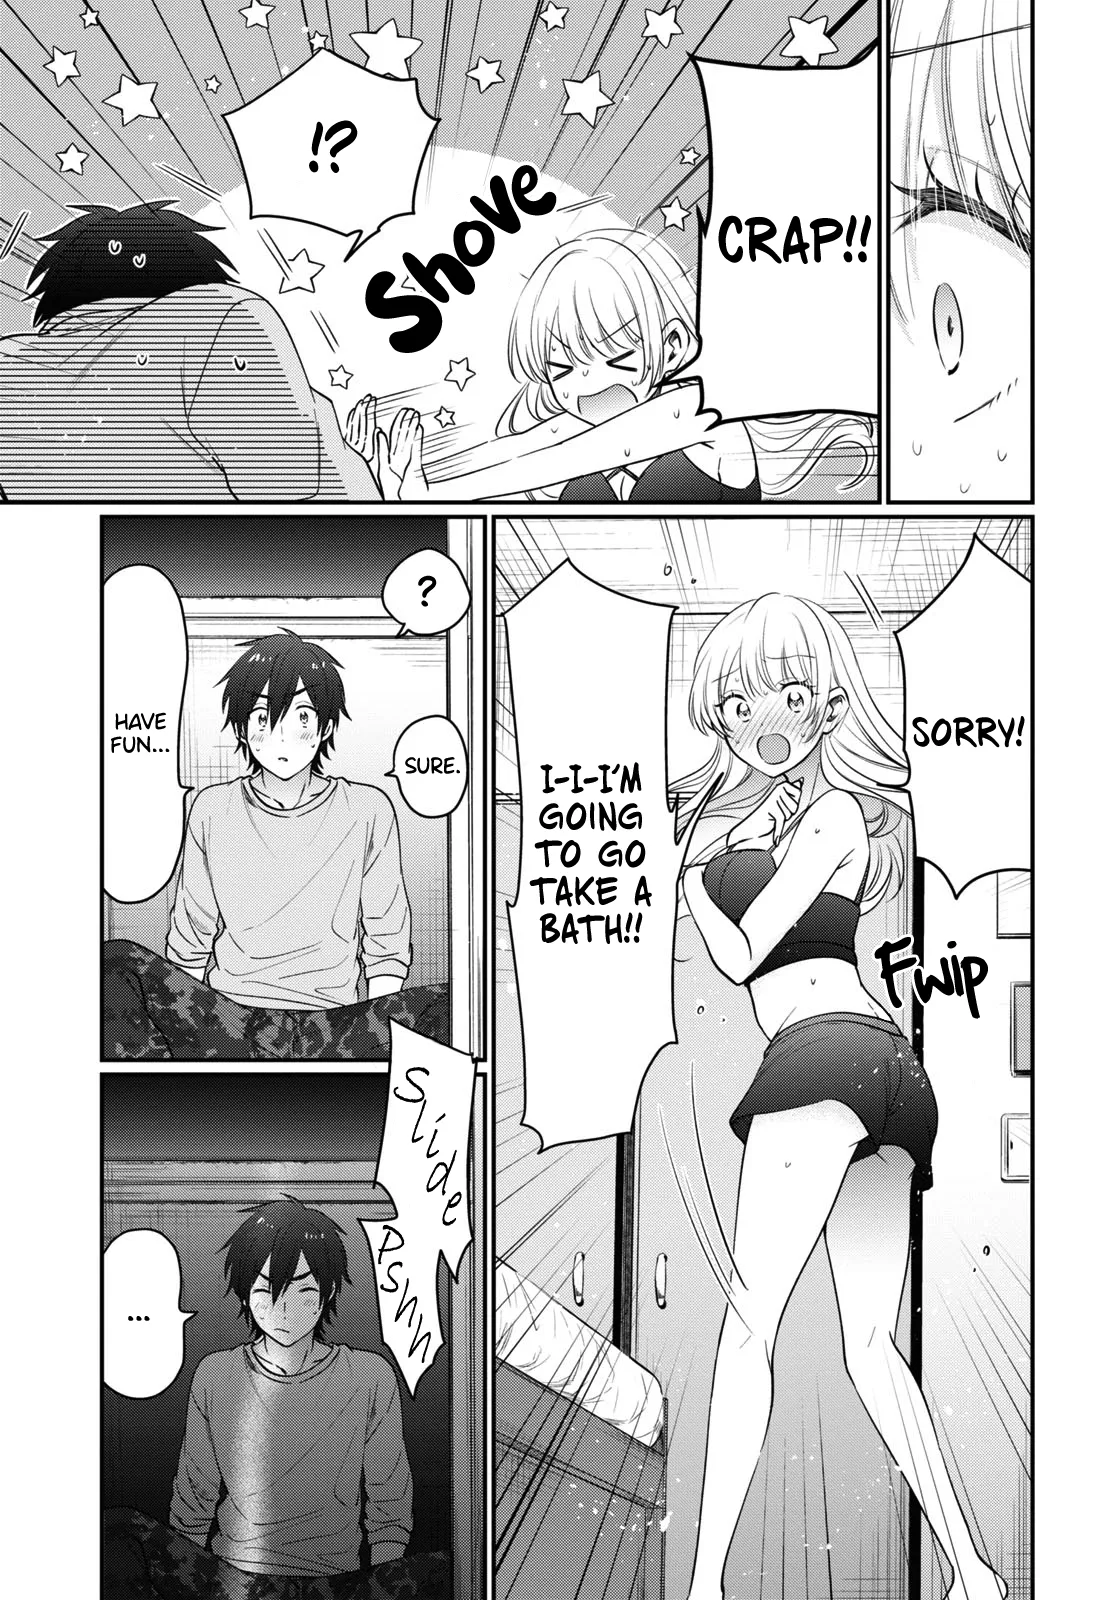 CRAP!!
!?
Shove
SORRY!
Fwip
I-I-I'M
GOING
TO GO
TAKE A
BATH!!
?
SURE.
HAVE
FUN...
Slide
Pshh
...